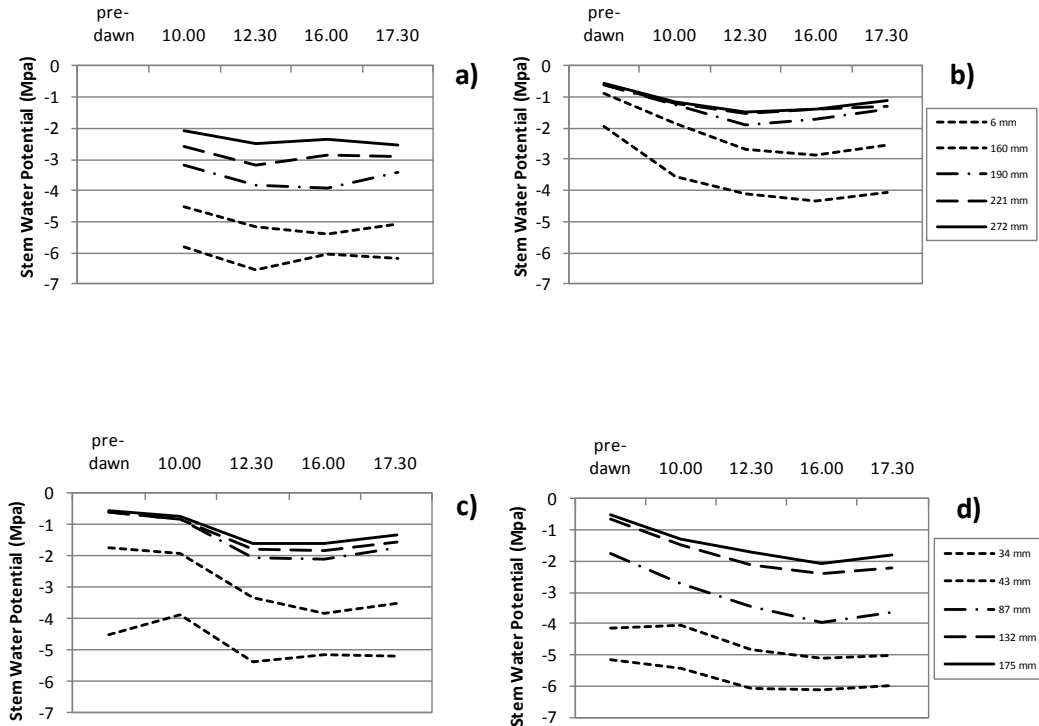 pre-
dawn 10.00 12.30 16.00 17.30
a)
0
-1
-2
-3
-4
-5
-6
-7
Stem Water Potential (Mpa)
pre-
dawn 10.00 12.30 16.00 17.30
b)
0
-1
-2
-3
-4
-5
-6
-7
Stem Water Potential (Mpa)
6 mm
160 mm
190 mm
221 mm
272 mm
pre-
dawn 10.00 12.30 16.00 17.30
c)
0
-1
-2
-3
-4
-5
-6
-7
Stem Water Potential (Mpa)
pre-
dawn 10.00 12.30 16.00 17.30
d)
0
-1
-2
-3
-4
-5
-6
-7
Stem Water Potential (Mpa)
34 mm
43 mm
87 mm
132 mm
175 mm